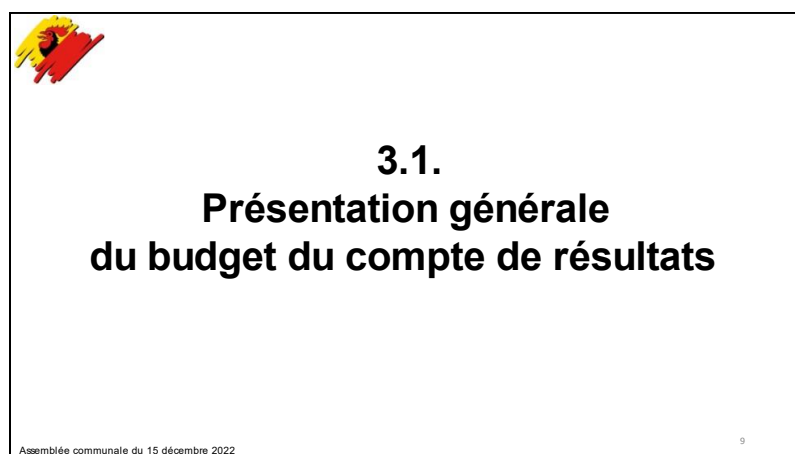 3.1.
Présentation générale
du budget du compte de résultats
Assemblée communale du 15 décembre 2022
9